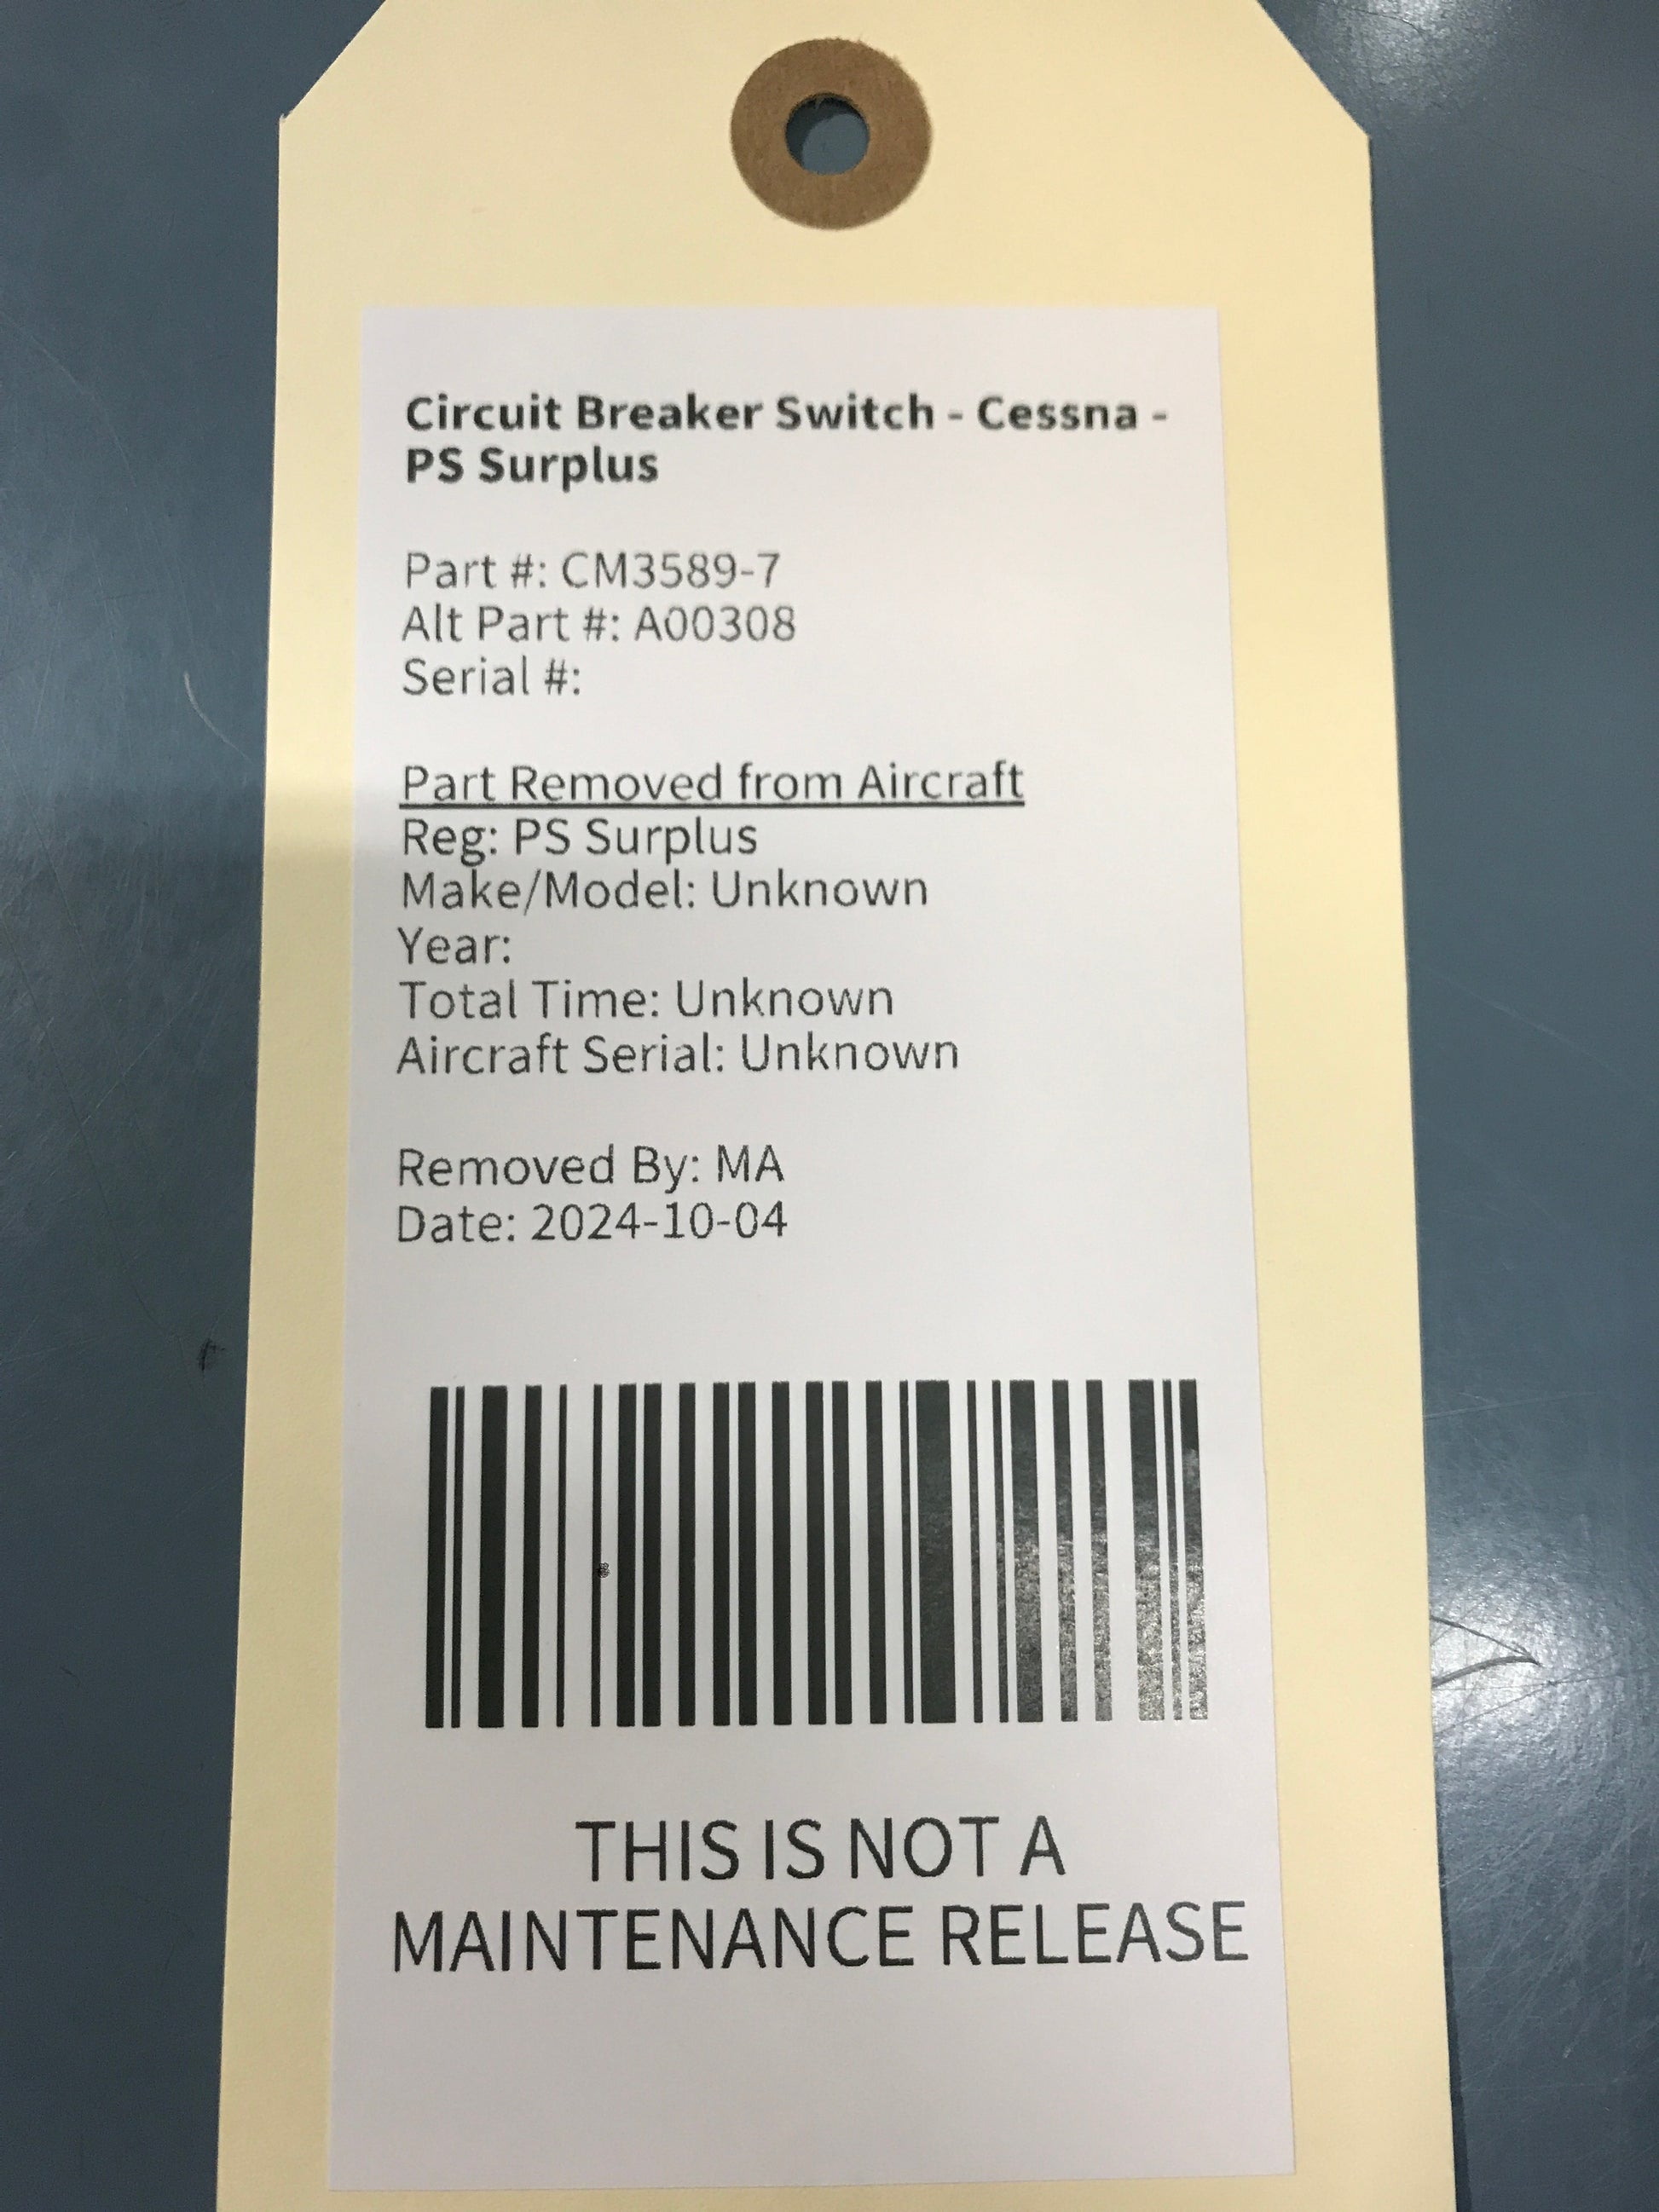 Circuit Breaker Switch - Cessna -
PS Surplus
Part #: CM3589-7
Alt Part #: A00308
Serial #:
Part Removed from Aircraft
Reg: PS Surplus
Make/Model: Unknown
Year:
Total Time: Unknown
Aircraft Serial: Unknown
Removed By: MA
Date: 2024-10-04
THIS IS NOT A
MAINTENANCE RELEASE